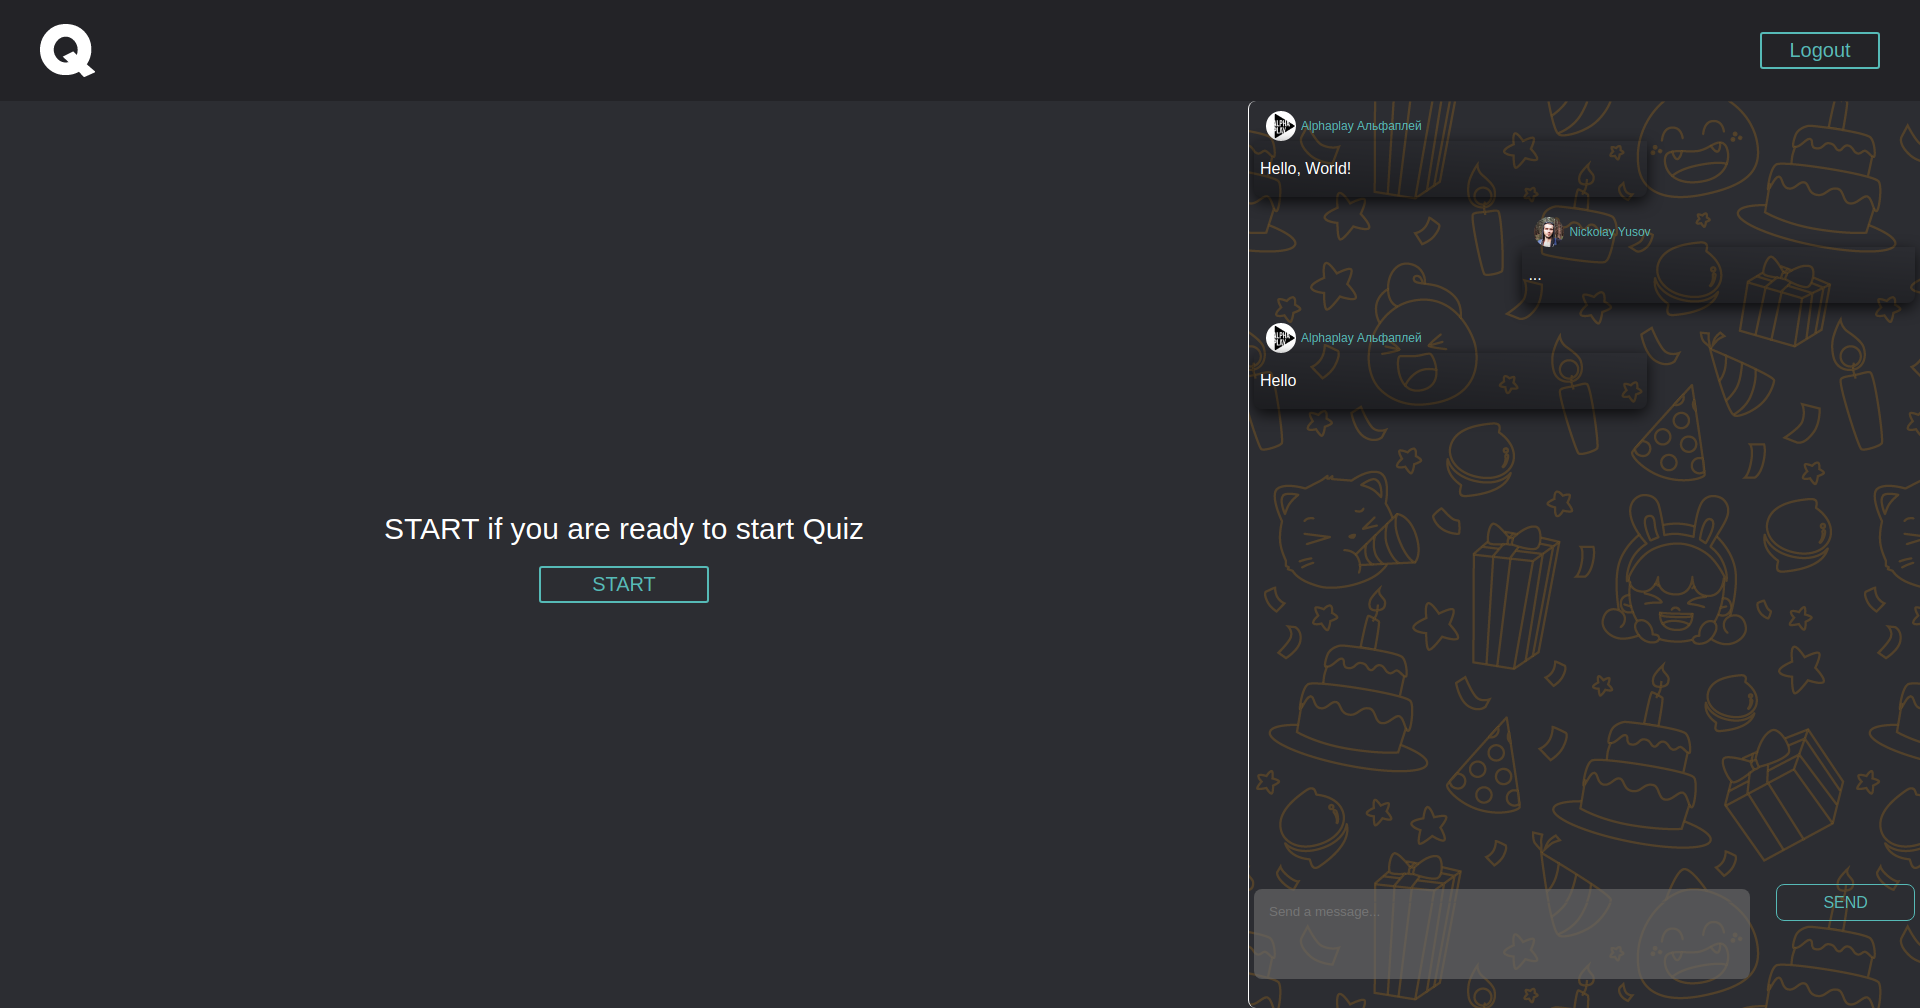 Q
Logout
Alphaplay Альфаплей
Hello, World!
Nickolay Yusov
...
Alphaplay Альфаплей
Hello
START if you are ready to start Quiz
START
Send a message...
SEND